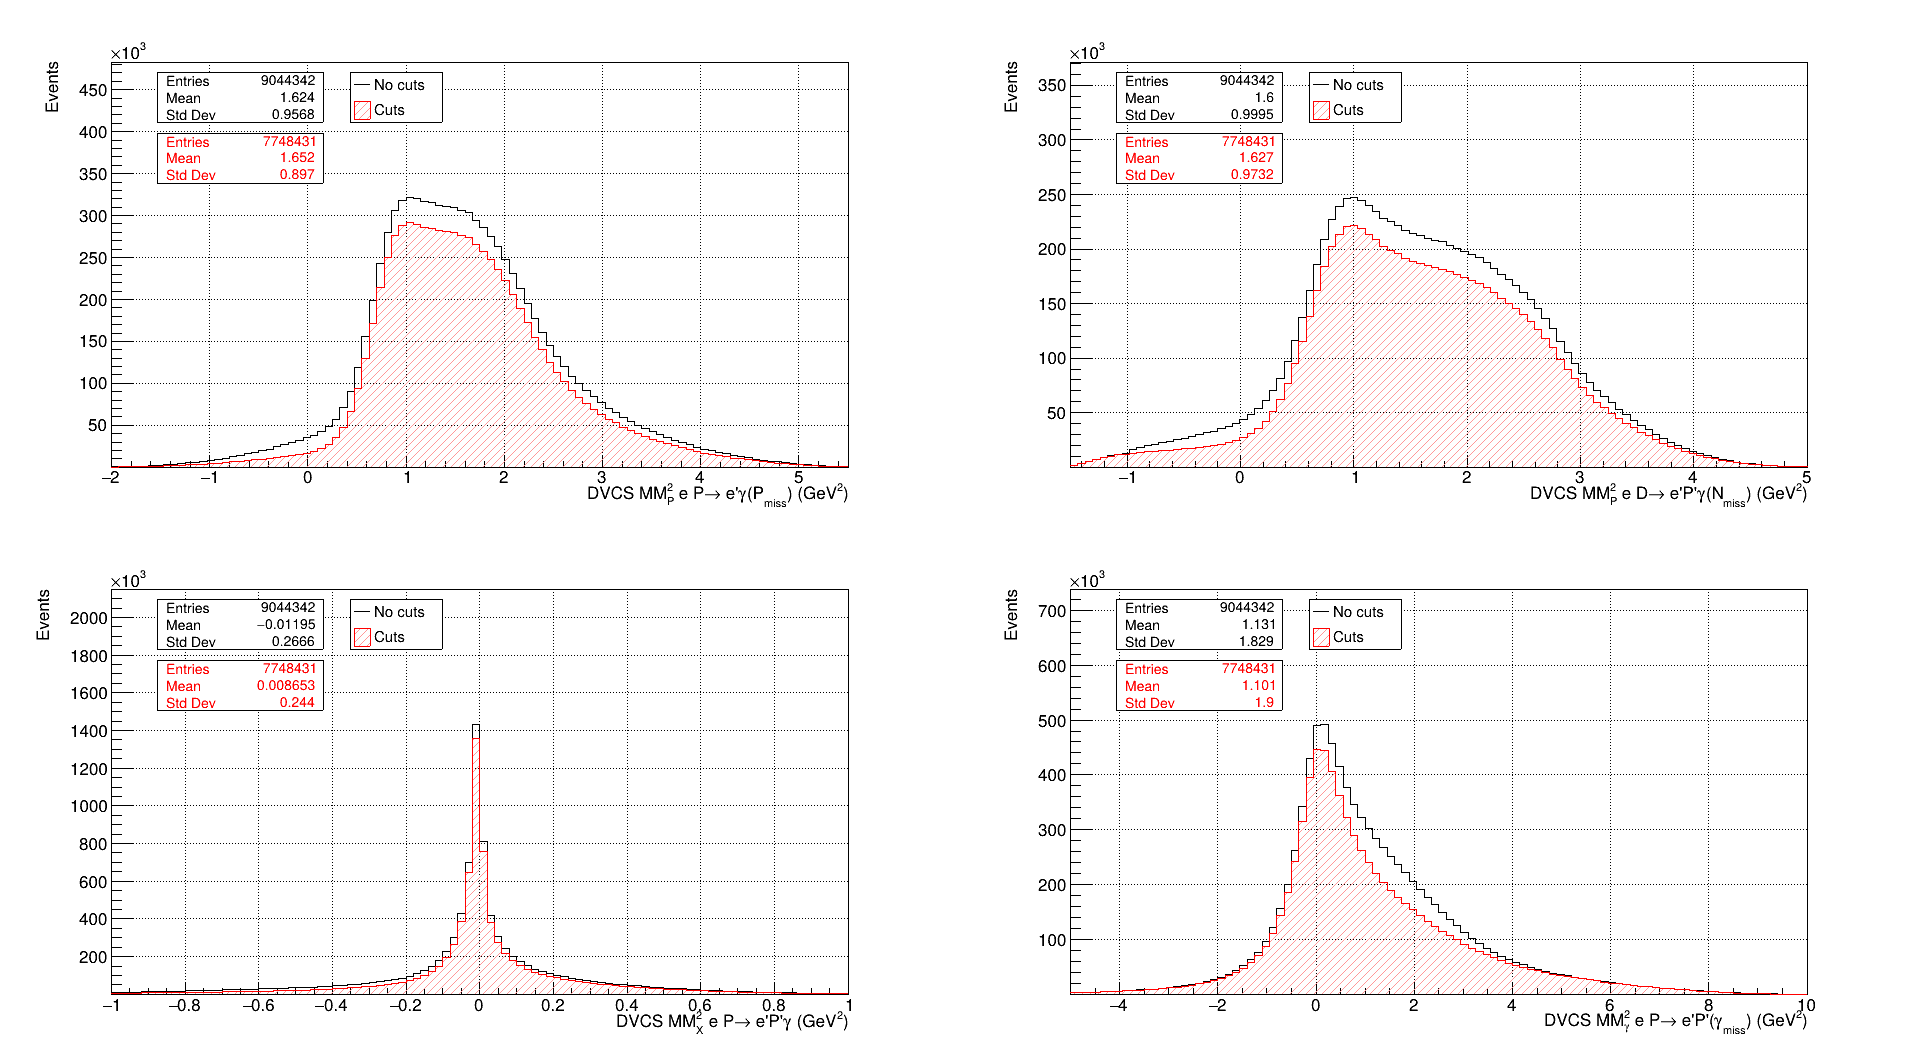 ×10³
Events
Entries 9044342
Mean 1.624
Std Dev 0.9568
Entries 7748431
Mean 1.652
Std Dev 0.897
No cuts
Cuts
450
400
350
300
250
200
150
100
50
−2 −1 0 1 2 3 4 5
DVCS MM²_P e P→ e'γ(P_miss) (GeV²)
×10³
Events
Entries 9044342
Mean 1.6
Std Dev 0.9995
Entries 7748431
Mean 1.627
Std Dev 0.9732
No cuts
Cuts
350
300
250
200
150
100
50
−1 0 1 2 3 4 5
DVCS MM²_P e D→ e'P'γ(N_miss) (GeV²)
×10³
Events
Entries 9044342
Mean −0.01195
Std Dev 0.2666
Entries 7748431
Mean 0.008653
Std Dev 0.244
No cuts
Cuts
2000
1800
1600
1400
1200
1000
800
600
400
200
−1 −0.8 −0.6 −0.4 −0.2 0 0.2 0.4 0.6 0.8 1
DVCS MM²_X e P→ e'P'γ (GeV²)
×10³
Events
Entries 9044342
Mean 1.131
Std Dev 1.829
Entries 7748431
Mean 1.101
Std Dev 1.9
No cuts
Cuts
700
600
500
400
300
200
100
−4 −2 0 2 4 6 8 10
DVCS MM²_γ e P→ e'P'(γ_miss) (GeV²)